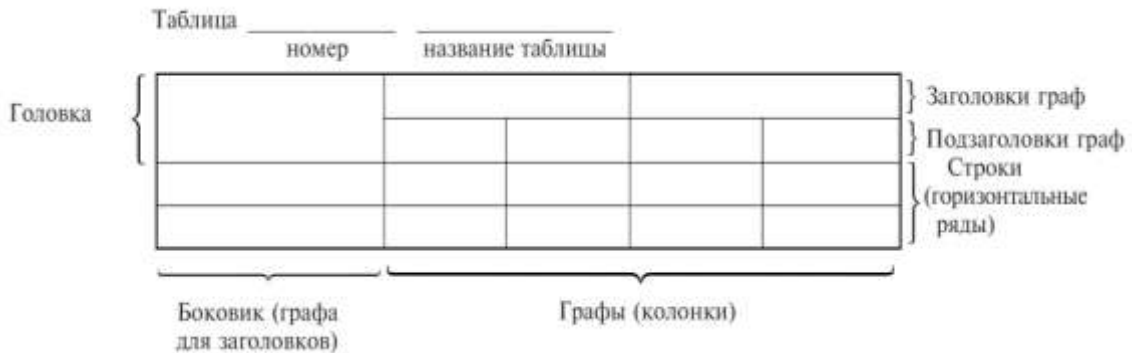 Таблица
номер название таблицы
Головка
Заголовки граф
Подзаголовки граф
Строки
(горизонтальные
ряды)
Боковик (графа
для заголовков)
Графы (колонки)